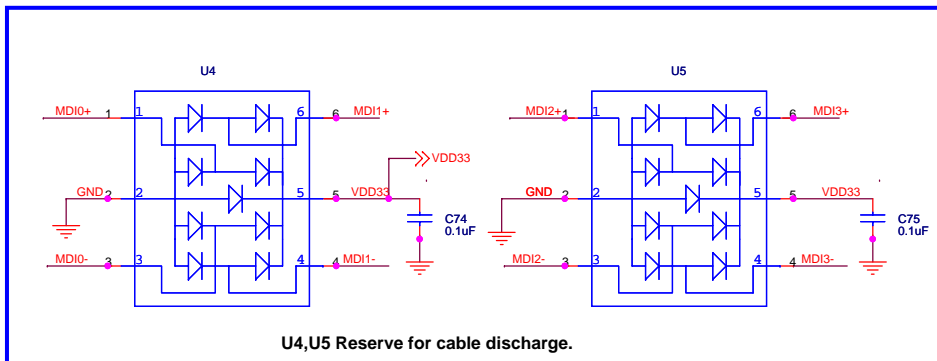 U4
MDI0+ 1 1 6 6 MDI1+
GND 2 2 5 5 VDD33
VDD33
C74
0.1uF
MDI0- 3 3 4 4 MDI1-
U5
MDI2+ 1 1 6 6 MDI3+
GND 2 2 5 5 VDD33
C75
0.1uF
MDI2- 3 3 4 4 MDI3-
U4,U5 Reserve for cable discharge.